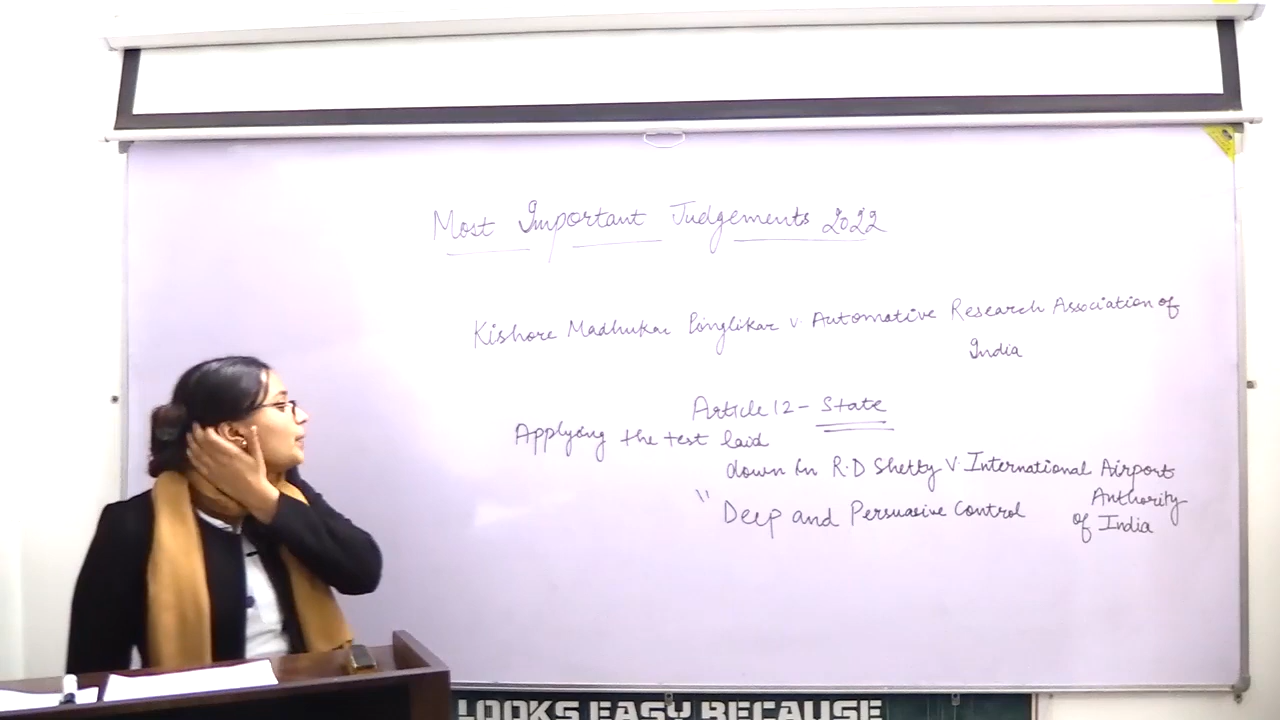 Most Important Judgements 2022
Kishore Madhukar Pinglikar v. Automotive Research Association of
India
Article 12 - State
Applying the test laid
down in R.D Shetty V. International Airport
Authority
of India
" Deep and Persuasive Control
LOOKS EASY BECAUSE